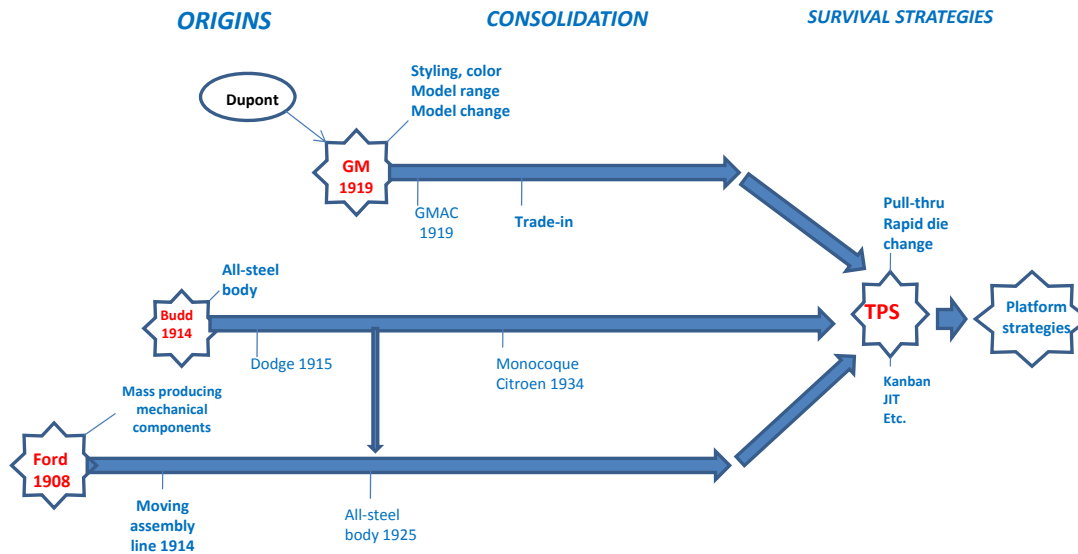 ORIGINS
CONSOLIDATION
SURVIVAL STRATEGIES
Dupont
Styling, color
Model range
Model change
GM
1919
GMAC
1919
Trade-in
Pull-thru
Rapid die
change
All-steel
body
Budd
1914
Dodge 1915
Monocoque
Citroen 1934
TPS
Platform
strategies
Kanban
JIT
Etc.
Mass producing
mechanical
components
Ford
1908
Moving
assembly
line 1914
All-steel
body 1925